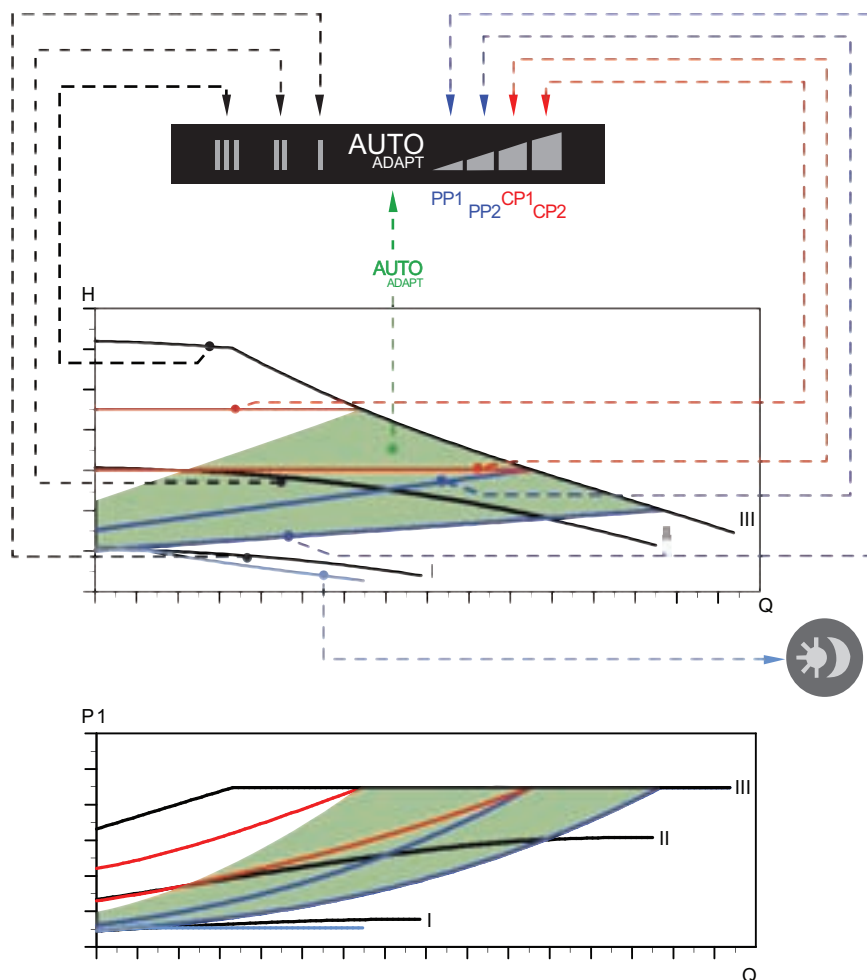 III II I AUTO
ADAPT
PP1 PP2 CP1 CP2
AUTO
ADAPT
H
III
I
Q
P1
III
II
I
Q